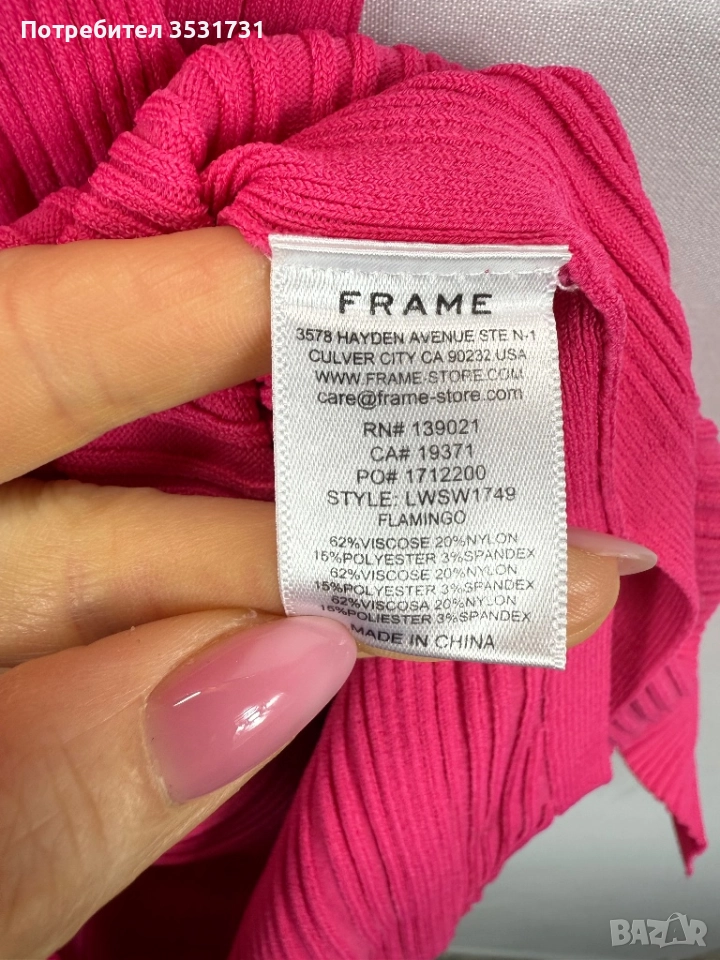 Потребител 3531731
FRAME
3578 HAYDEN AVENUE STE N-1
CULVER CITY CA 90232 USA
WWW.FRAME-STORE.COM
care@frame-store.com
RN# 139021
CA# 19371
PO# 1712200
STYLE: LWSW1749
FLAMINGO
62%VISCOSE 20%NYLON
15%POLYESTER 3%SPANDEX
62%VISCOSE 20%NYLON
15%POLYESTER 3%SPANDEX
62%VISCOSA 20%NYLON
15%POLIESTER 3%SPANDEX
MADE IN CHINA
BAZAR